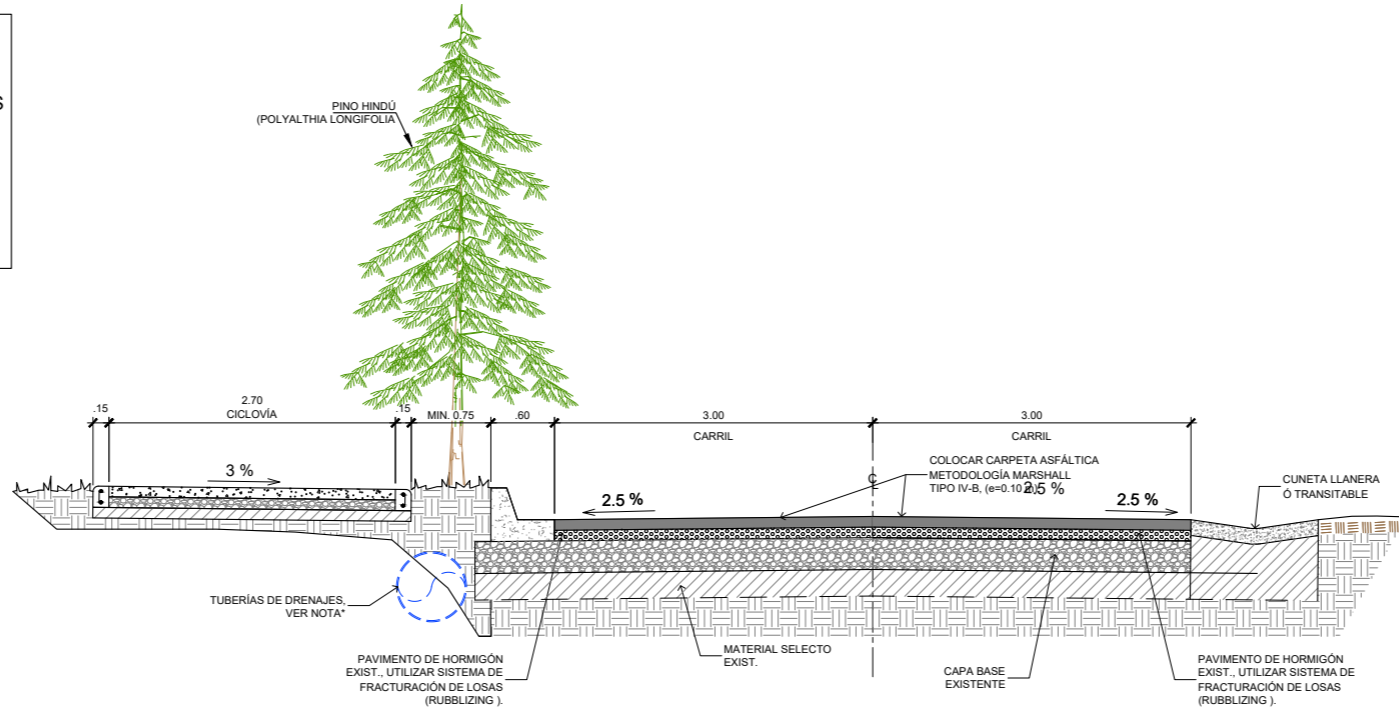 S
PINO HINDÚ
(POLYALTHIA LONGIFOLIA
.15
2.70
CICLOVÍA
.15
MIN. 0.75
.60
3.00
CARRIL
3.00
CARRIL
3 %
2.5 %
COLOCAR CARPETA ASFÁLTICA
METODOLOGÍA MARSHALL
TIPO IV-B, (e=0.10
2.5 %
2.5 %
CL
CUNETA LLANERA
Ó TRANSITABLE
TUBERÍAS DE DRENAJES,
VER NOTA*
PAVIMENTO DE HORMIGÓN
EXIST., UTILIZAR SISTEMA DE
FRACTURACIÓN DE LOSAS
(RUBBLIZING ).
MATERIAL SELECTO
EXIST.
CAPA BASE
EXISTENTE
PAVIMENTO DE HORMIGÓN
EXIST., UTILIZAR SISTEMA DE
FRACTURACIÓN DE LOSAS
(RUBBLIZING ).